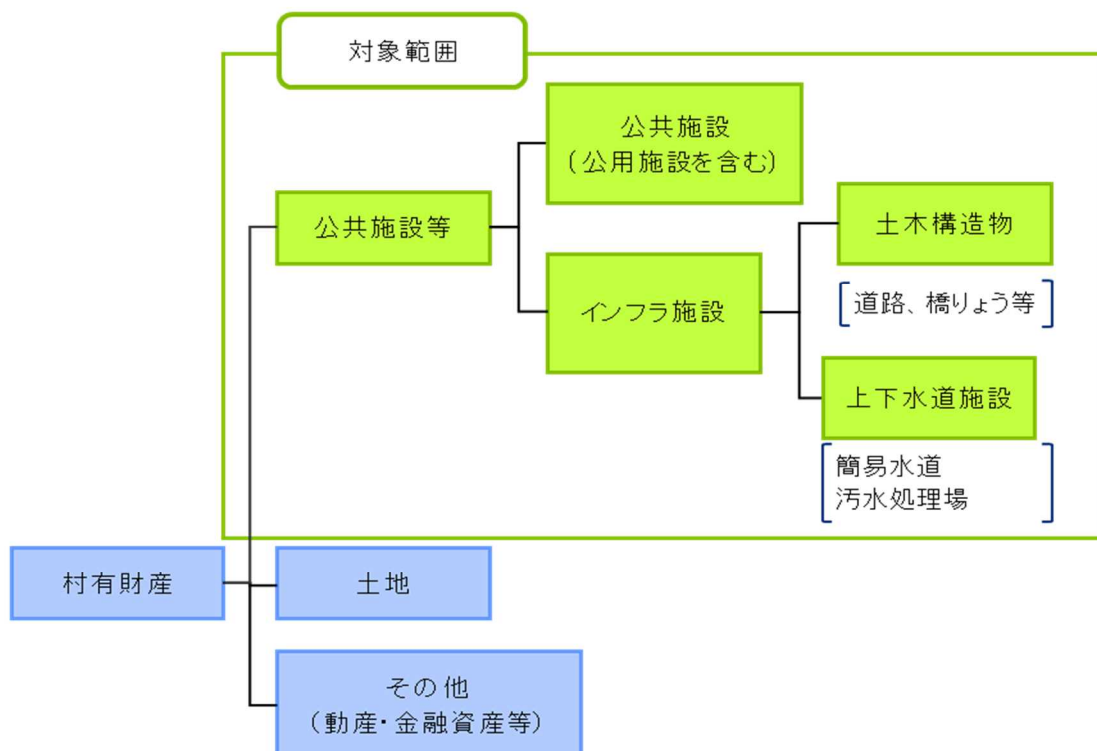 対象範囲
公共施設
（公用施設を含む）
公共施設等
土木構造物
インフラ施設
[道路、橋りょう等]
上下水道施設
簡易水道
汚水処理場
村有財産
土地
その他
（動産・金融資産等）